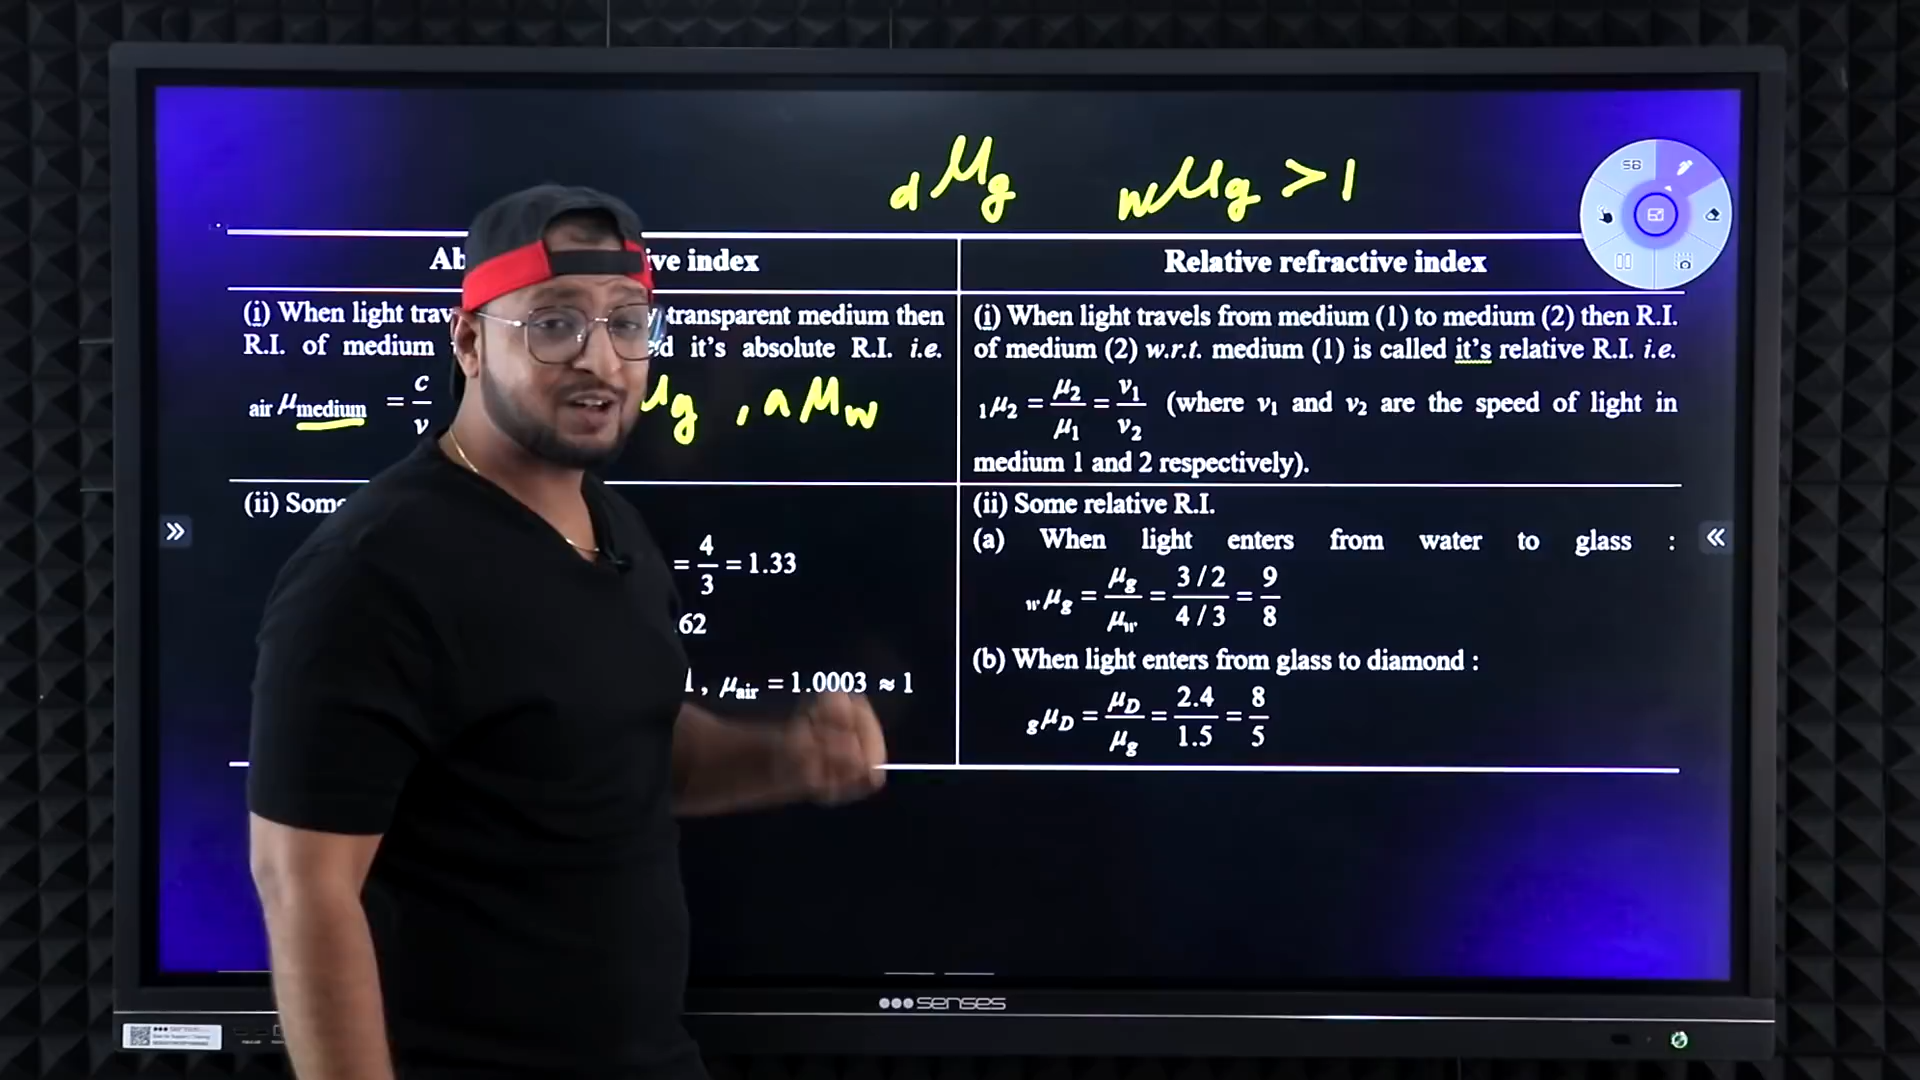 aμg wμg > 1
SB
Ab ive index
Relative refractive index
(i) When light trav transparent medium then
R.I. of medium d it's absolute R.I. i.e.
air μmedium = c/v
μg , aμw
(i) When light travels from medium (1) to medium (2) then R.I.
of medium (2) w.r.t. medium (1) is called it's relative R.I. i.e.
₁μ₂ = μ₂/μ₁ = v₁/v₂ (where v₁ and v₂ are the speed of light in
medium 1 and 2 respectively).
(ii) Some
= 4/3 = 1.33
.62
1, μair = 1.0003 ≈ 1
(ii) Some relative R.I.
(a) When light enters from water to glass :
wμg = μg/μw = 3/2 / 4/3 = 9/8
(b) When light enters from glass to diamond :
gμD = μD/μg = 2.4/1.5 = 8/5
senses